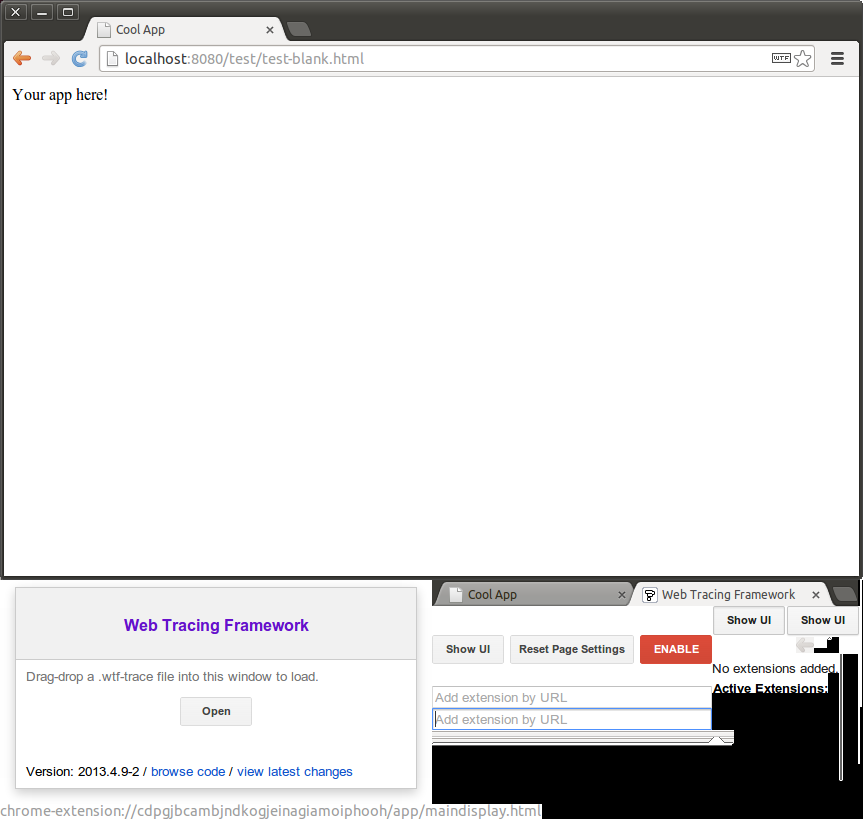 Cool App
localhost:8080/test/test-blank.html
WTF
Your app here!
Web Tracing Framework
Drag-drop a .wtf-trace file into this window to load.
Open
Version: 2013.4.9-2 / browse code / view latest changes
Cool App
Web Tracing Framework
Show UI
Show UI
Show UI
Reset Page Settings
ENABLE
No extensions added.
Active Extensions:
Add extension by URL
Add extension by URL
chrome-extension://cdpgjbcambjndkogjeinagiamoiphooh/app/maindisplay.html